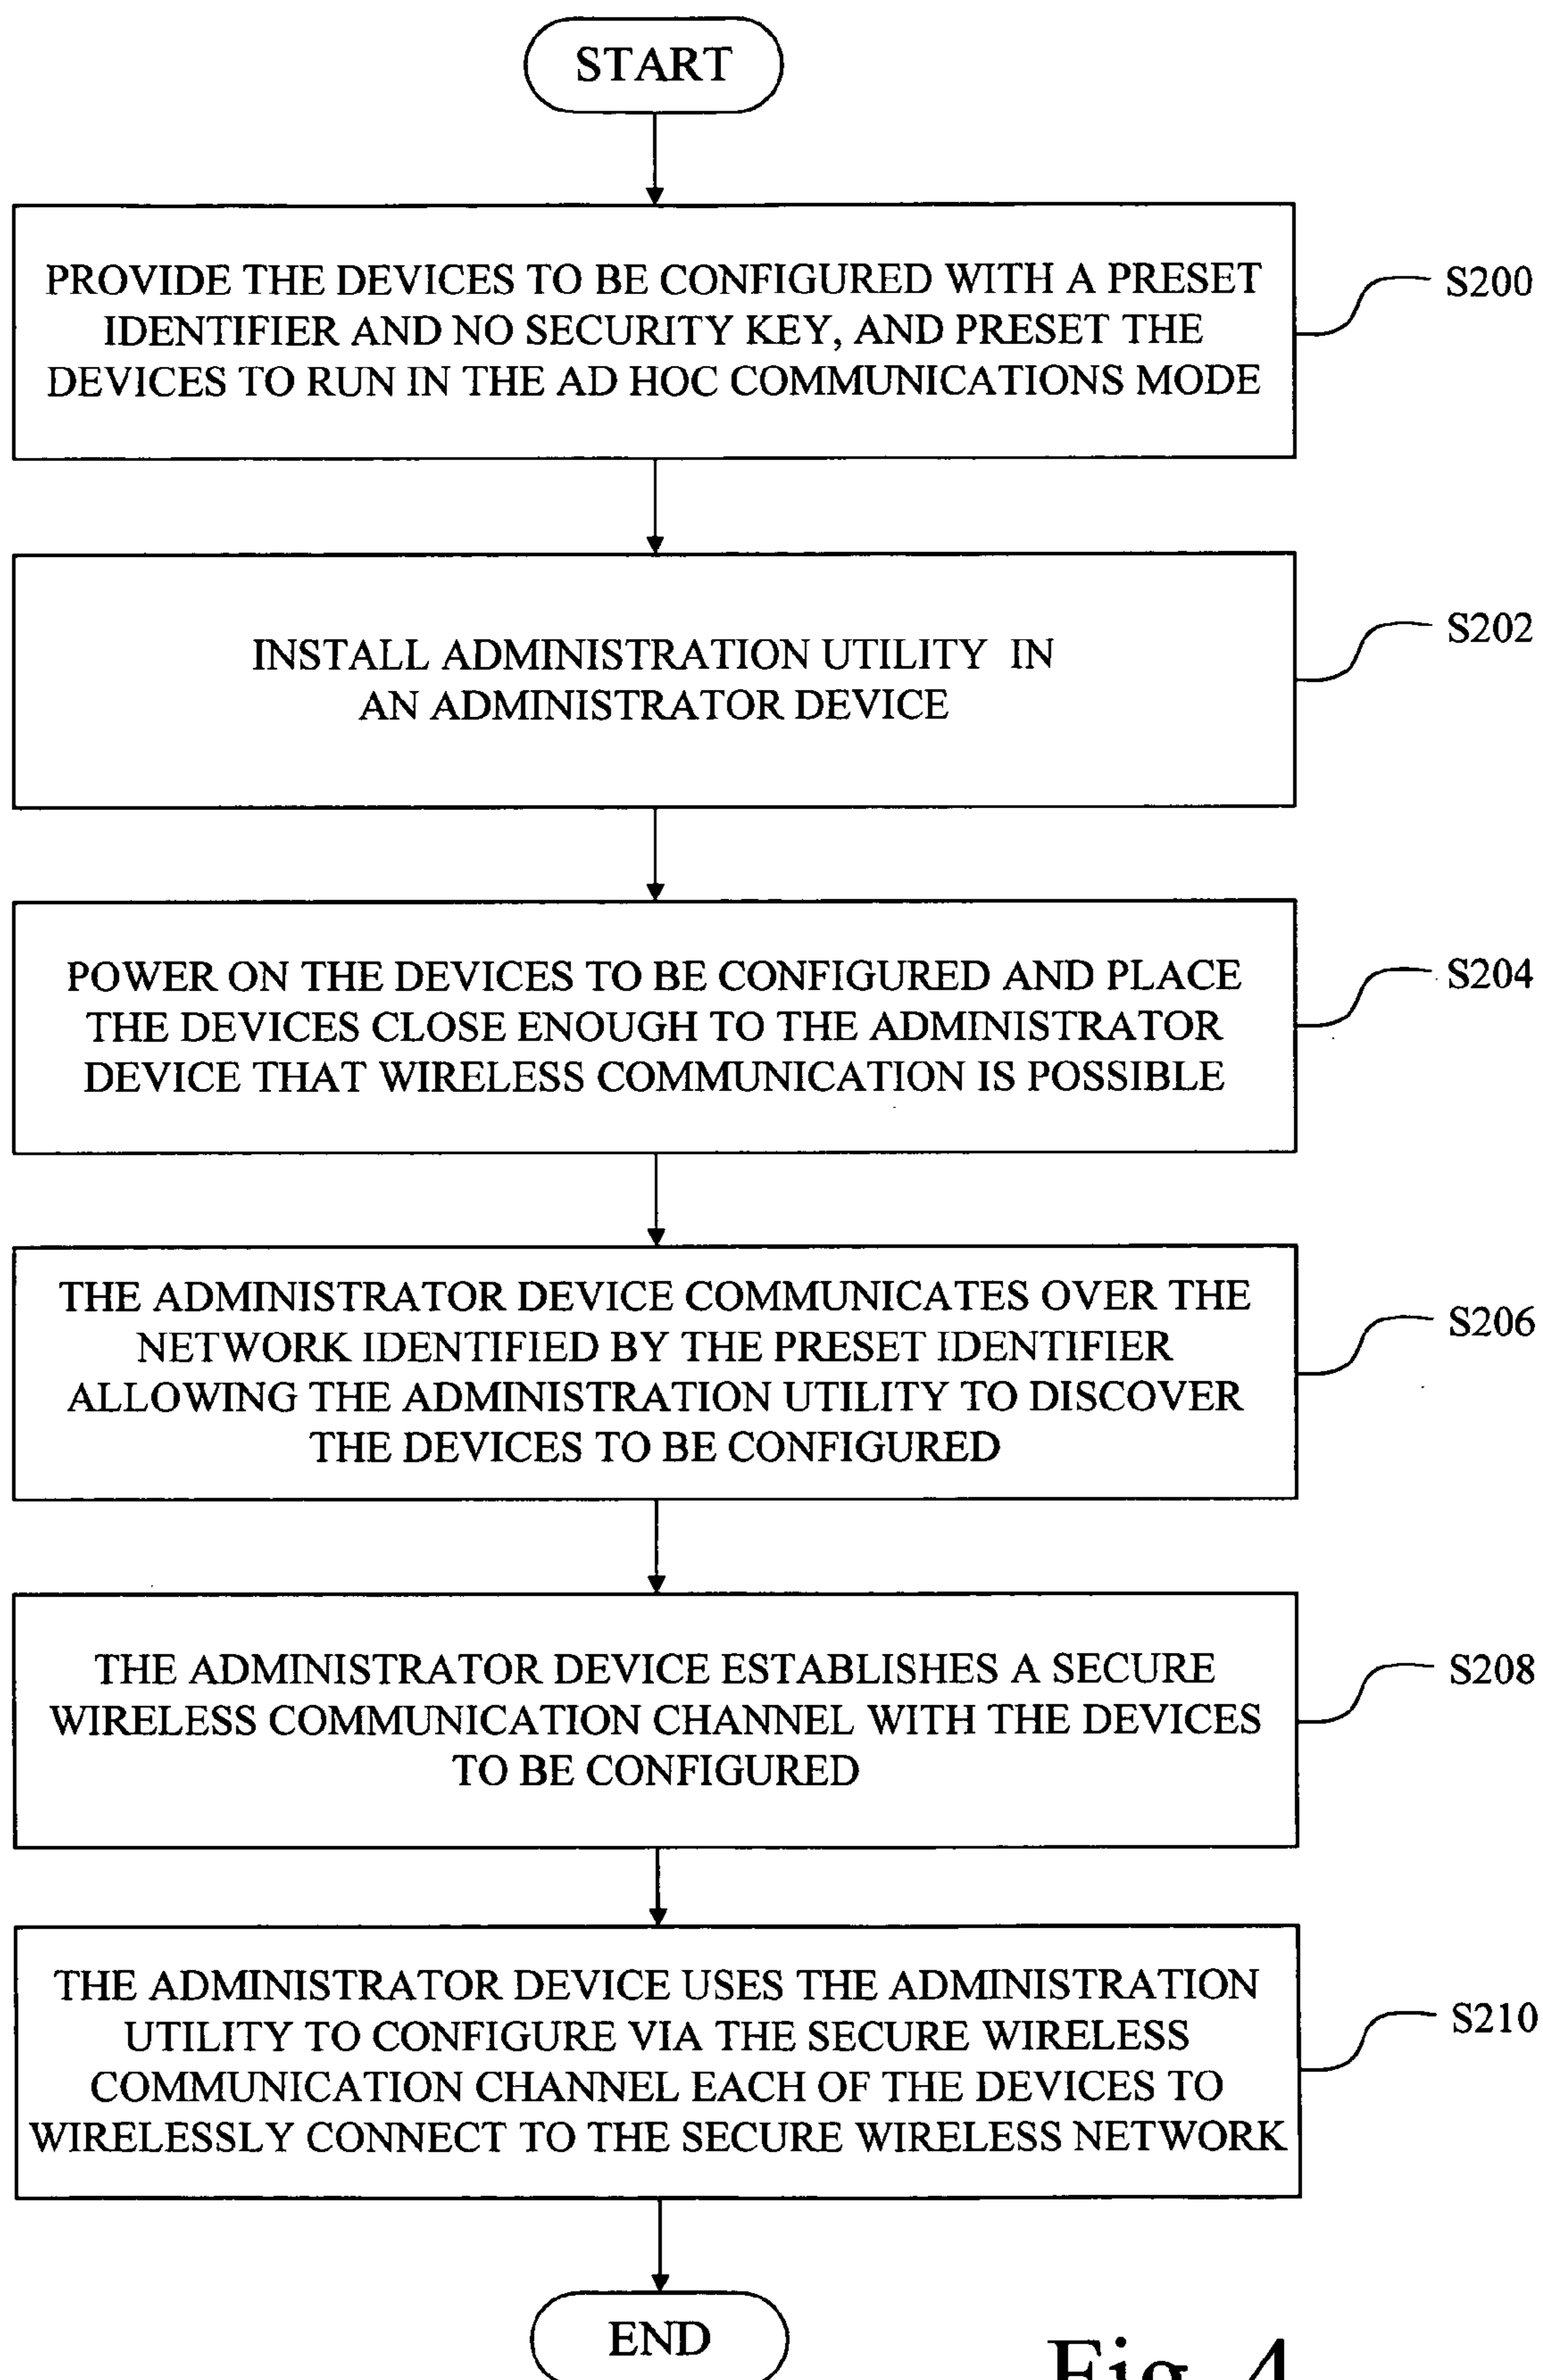 START
PROVIDE THE DEVICES TO BE CONFIGURED WITH A PRESET
IDENTIFIER AND NO SECURITY KEY, AND PRESET THE
DEVICES TO RUN IN THE AD HOC COMMUNICATIONS MODE
S200
INSTALL ADMINISTRATION UTILITY IN
AN ADMINISTRATOR DEVICE
S202
POWER ON THE DEVICES TO BE CONFIGURED AND PLACE
THE DEVICES CLOSE ENOUGH TO THE ADMINISTRATOR
DEVICE THAT WIRELESS COMMUNICATION IS POSSIBLE
S204
THE ADMINISTRATOR DEVICE COMMUNICATES OVER THE
NETWORK IDENTIFIED BY THE PRESET IDENTIFIER
ALLOWING THE ADMINISTRATION UTILITY TO DISCOVER
THE DEVICES TO BE CONFIGURED
S206
THE ADMINISTRATOR DEVICE ESTABLISHES A SECURE
WIRELESS COMMUNICATION CHANNEL WITH THE DEVICES
TO BE CONFIGURED
S208
THE ADMINISTRATOR DEVICE USES THE ADMINISTRATION
UTILITY TO CONFIGURE VIA THE SECURE WIRELESS
COMMUNICATION CHANNEL EACH OF THE DEVICES TO
WIRELESSLY CONNECT TO THE SECURE WIRELESS NETWORK
S210
END
Fig. 4